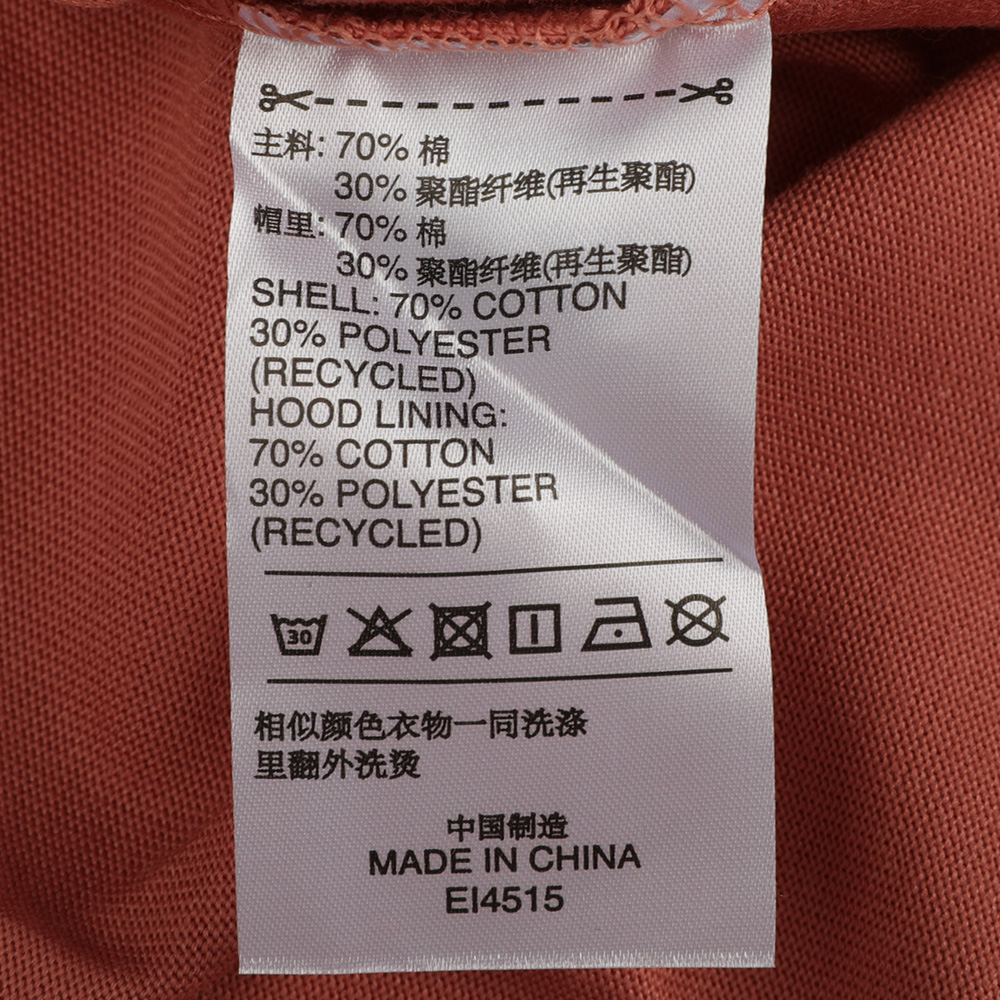 主料: 70% 棉
30% 聚酯纤维(再生聚酯)
帽里: 70% 棉
30% 聚酯纤维(再生聚酯)
SHELL: 70% COTTON
30% POLYESTER
(RECYCLED)
HOOD LINING:
70% COTTON
30% POLYESTER
(RECYCLED)
30
相似颜色衣物一同洗涤
里翻外洗烫
中国制造
MADE IN CHINA
EI4515